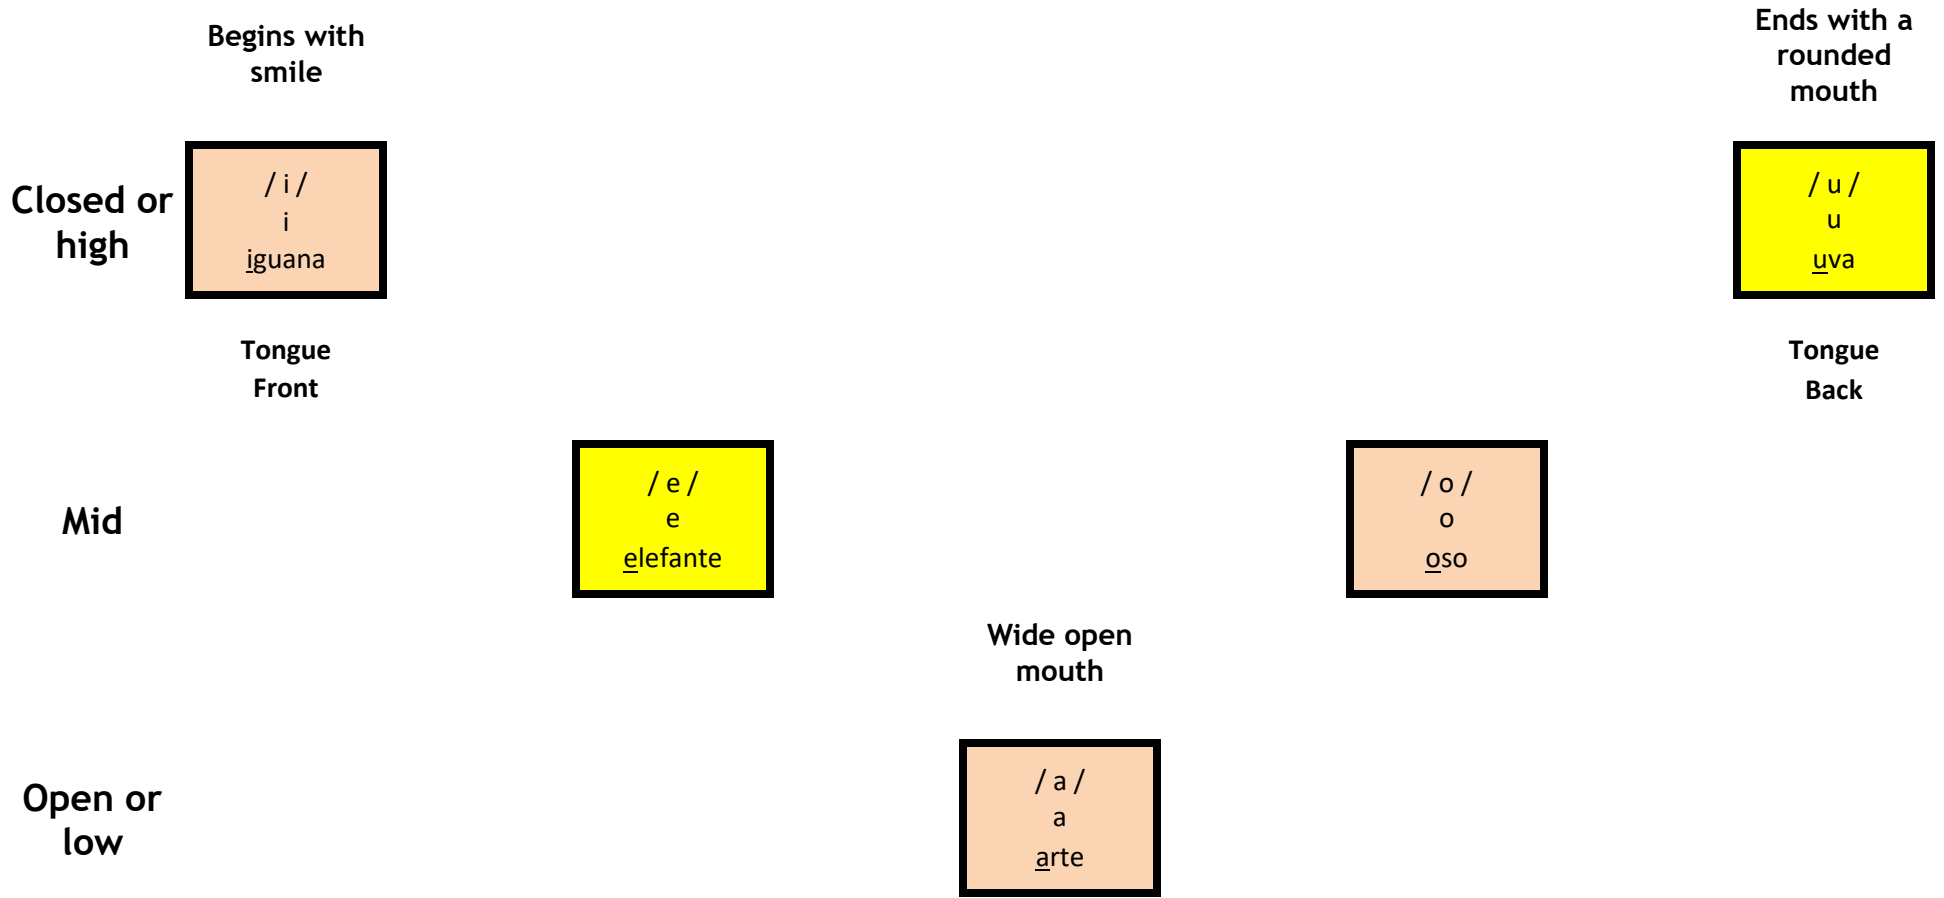 Begins with
smile
Ends with a
rounded
mouth
Closed or
high
/ i /
i
iguana
/ u /
u
uva
Tongue
Front
Tongue
Back
Mid
/ e /
e
elefante
/ o /
o
oso
Wide open
mouth
Open or
low
/ a /
a
arte